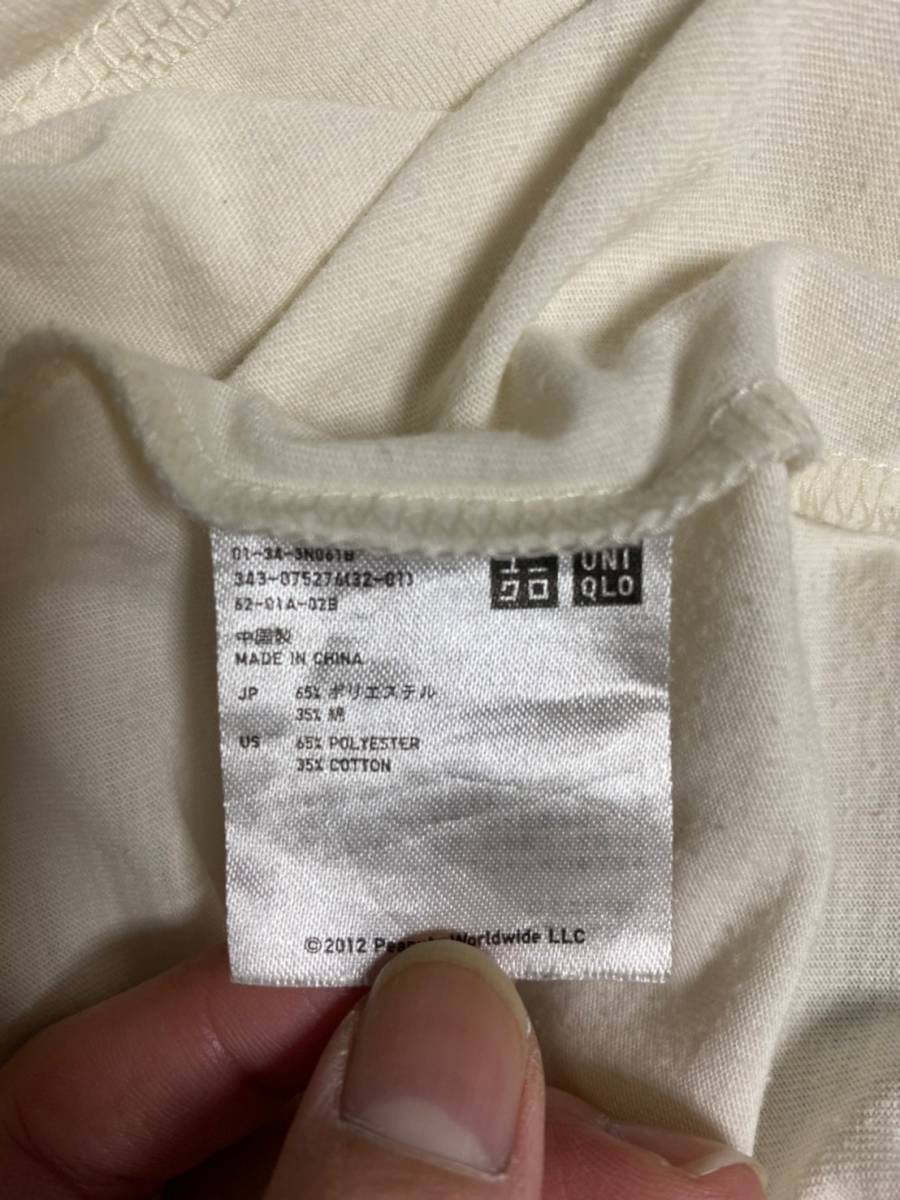 01-34-3N061B
343-075276(32-01)
62-01A-02B
ユニ
クロ
UNI
QLO
中国製
MADE IN CHINA
JP 65% ポリエステル
35% 綿
US 65% POLYESTER
35% COTTON
©2012 Peanuts Worldwide LLC